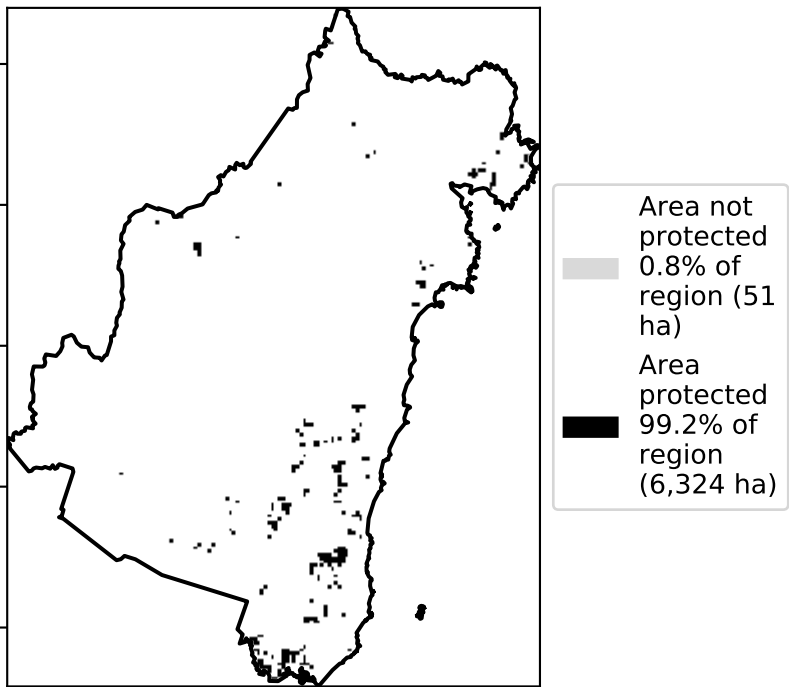 Area not
protected
0.8% of
region (51
ha)
Area
protected
99.2% of
region
(6,324 ha)